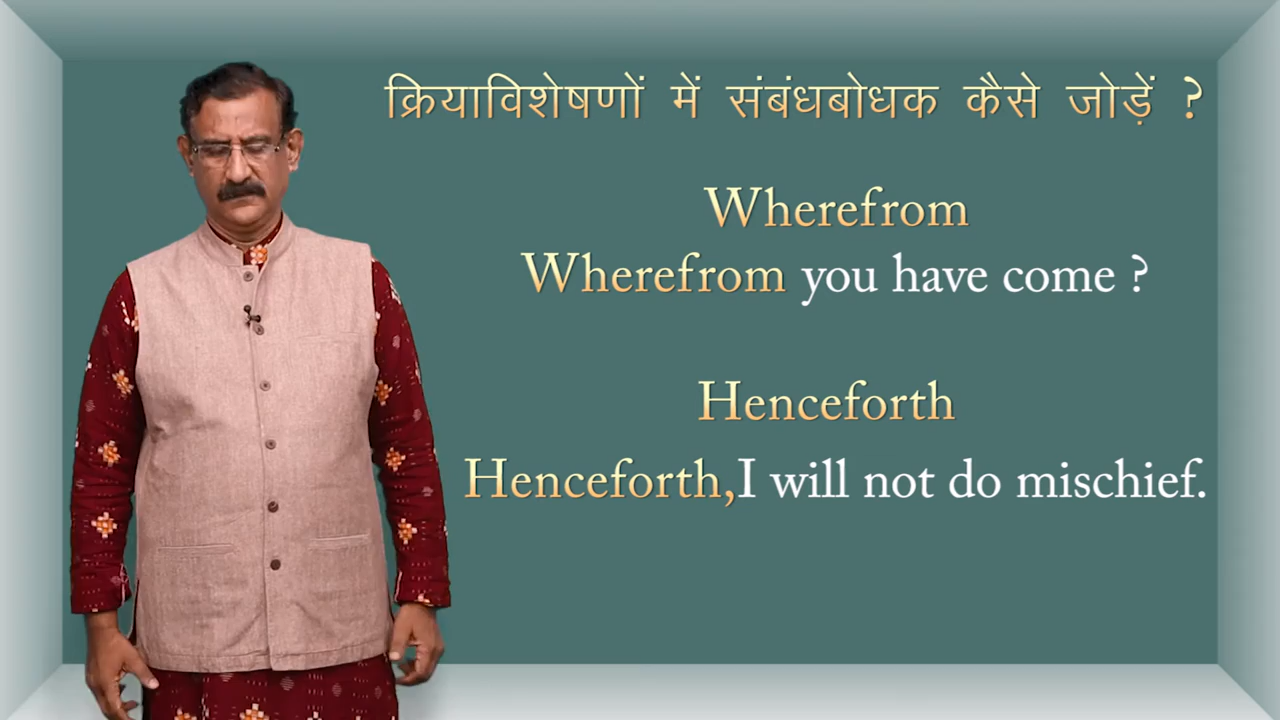 क्रियाविशेषणों में संबंधबोधक कैसे जोड़ें ?
Wherefrom
Wherefrom you have come ?
Henceforth
Henceforth,I will not do mischief.